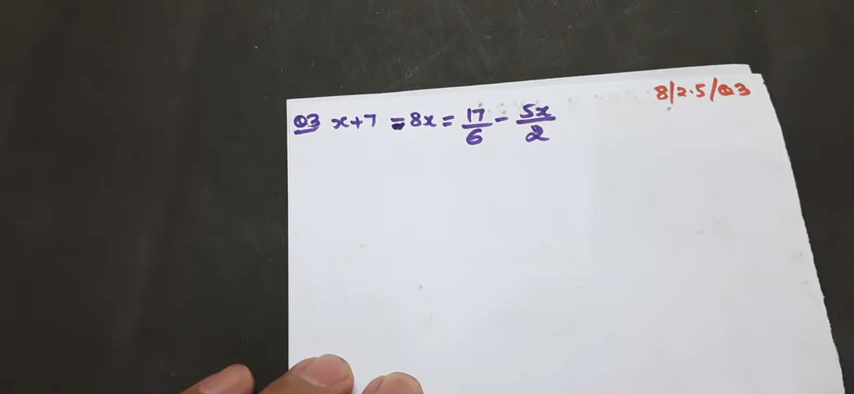 8/2.5/Q3
Q3 x+7 = 8x = 17/6 - 5x/2